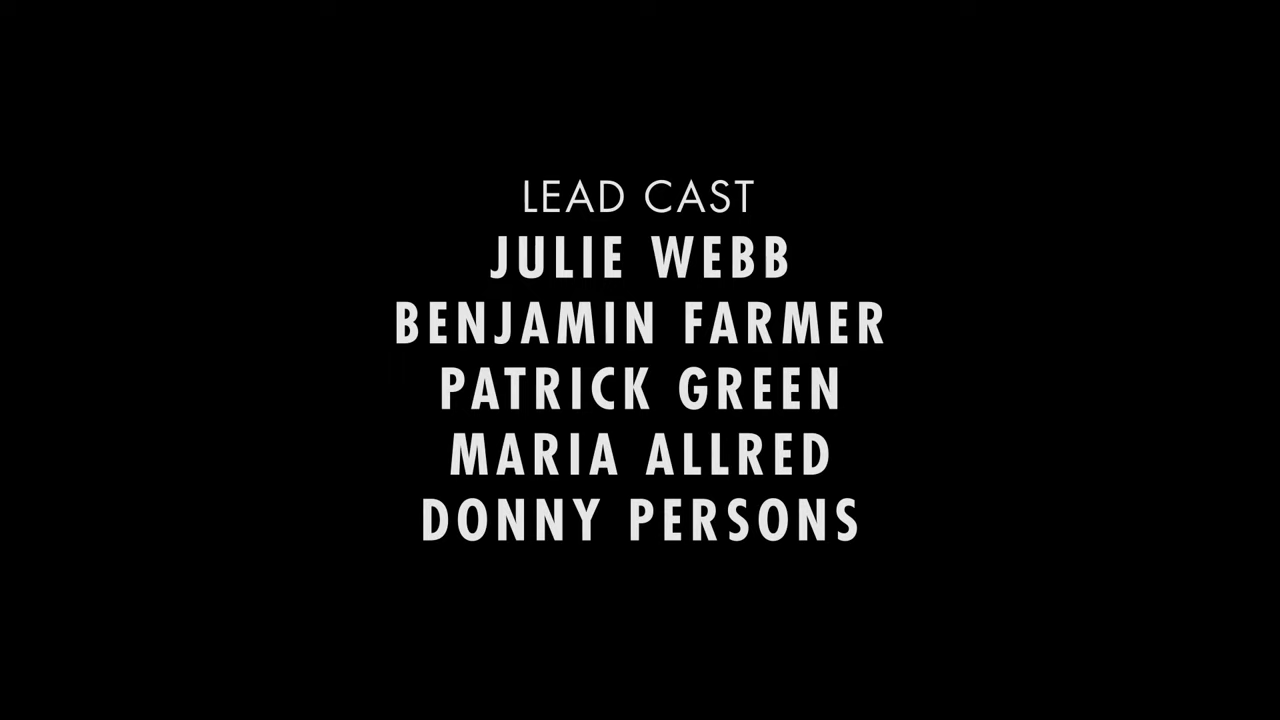 LEAD CAST
JULIE WEBB
BENJAMIN FARMER
PATRICK GREEN
MARIA ALLRED
DONNY PERSONS